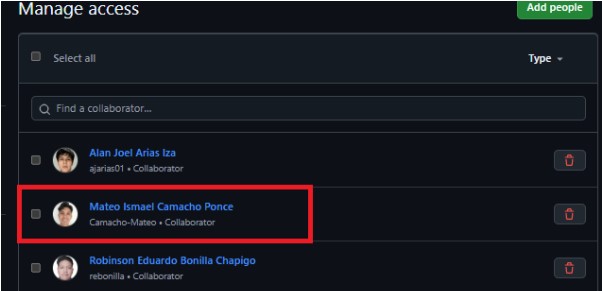 Manage access
Add people
Select all
Type
Find a collaborator...
Alan Joel Arias Iza
ajarias01 • Collaborator
Mateo Ismael Camacho Ponce
Camacho-Mateo • Collaborator
Robinson Eduardo Bonilla Chapigo
rebonilla • Collaborator